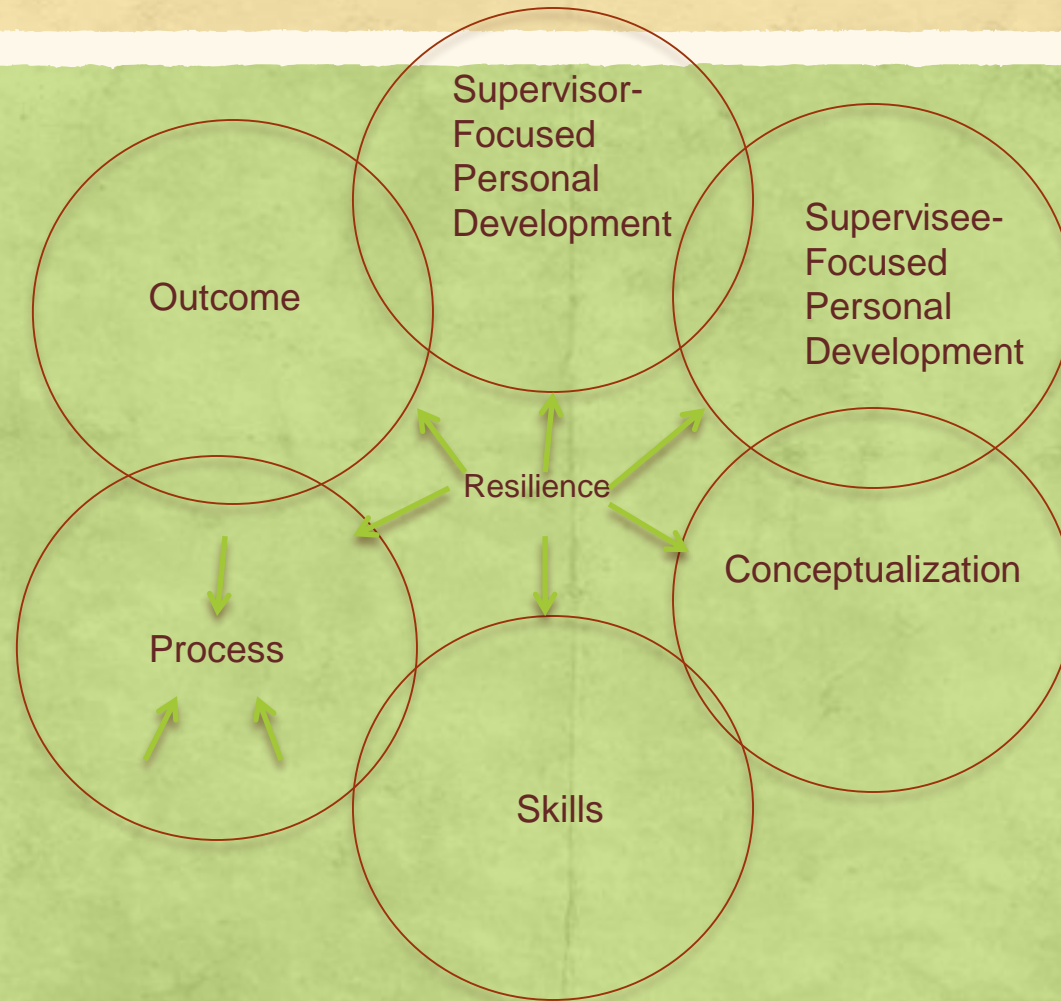 Supervisor-
Focused
Personal
Development
Supervisee-
Focused
Personal
Development
Outcome
Resilience
Conceptualization
Process
Skills